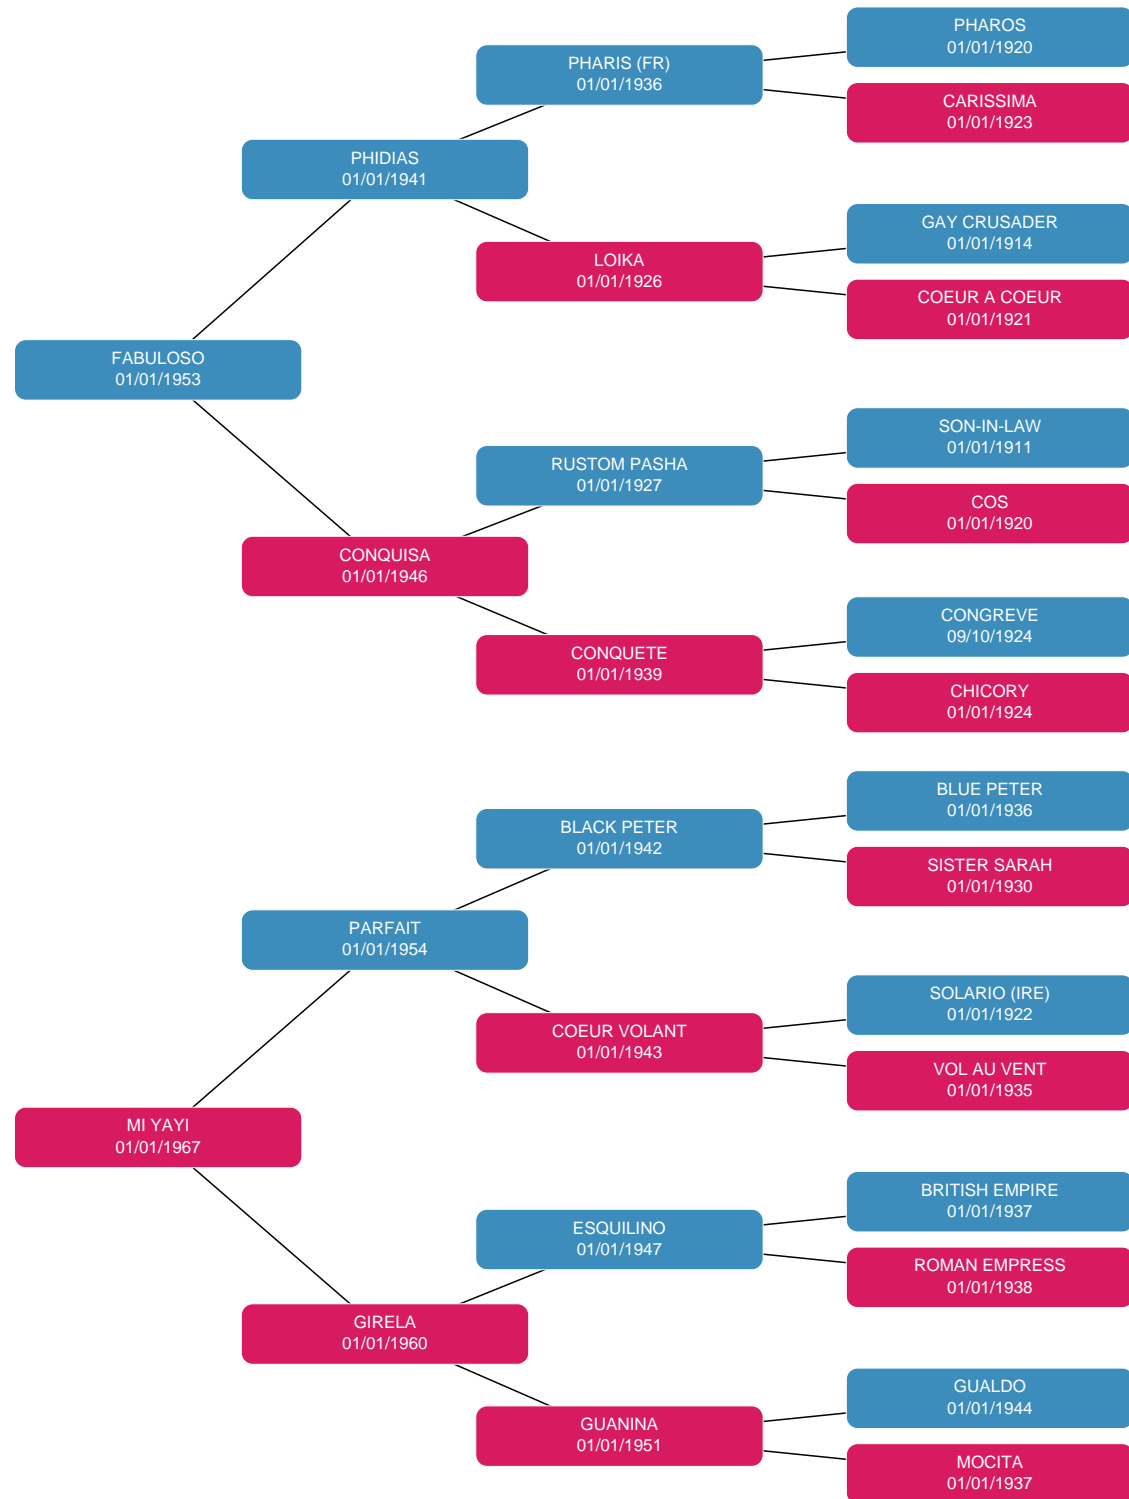 PHAROS
01/01/1920
PHARIS (FR)
01/01/1936
CARISSIMA
01/01/1923
PHIDIAS
01/01/1941
GAY CRUSADER
01/01/1914
LOIKA
01/01/1926
COEUR A COEUR
01/01/1921
FABULOSO
01/01/1953
SON-IN-LAW
01/01/1911
RUSTOM PASHA
01/01/1927
COS
01/01/1920
CONQUISA
01/01/1946
CONGREVE
09/10/1924
CONQUETE
01/01/1939
CHICORY
01/01/1924
BLUE PETER
01/01/1936
BLACK PETER
01/01/1942
SISTER SARAH
01/01/1930
PARFAIT
01/01/1954
SOLARIO (IRE)
01/01/1922
COEUR VOLANT
01/01/1943
VOL AU VENT
01/01/1935
MI YAYI
01/01/1967
BRITISH EMPIRE
01/01/1937
ESQUILINO
01/01/1947
ROMAN EMPRESS
01/01/1938
GIRELA
01/01/1960
GUALDO
01/01/1944
GUANINA
01/01/1951
MOCITA
01/01/1937